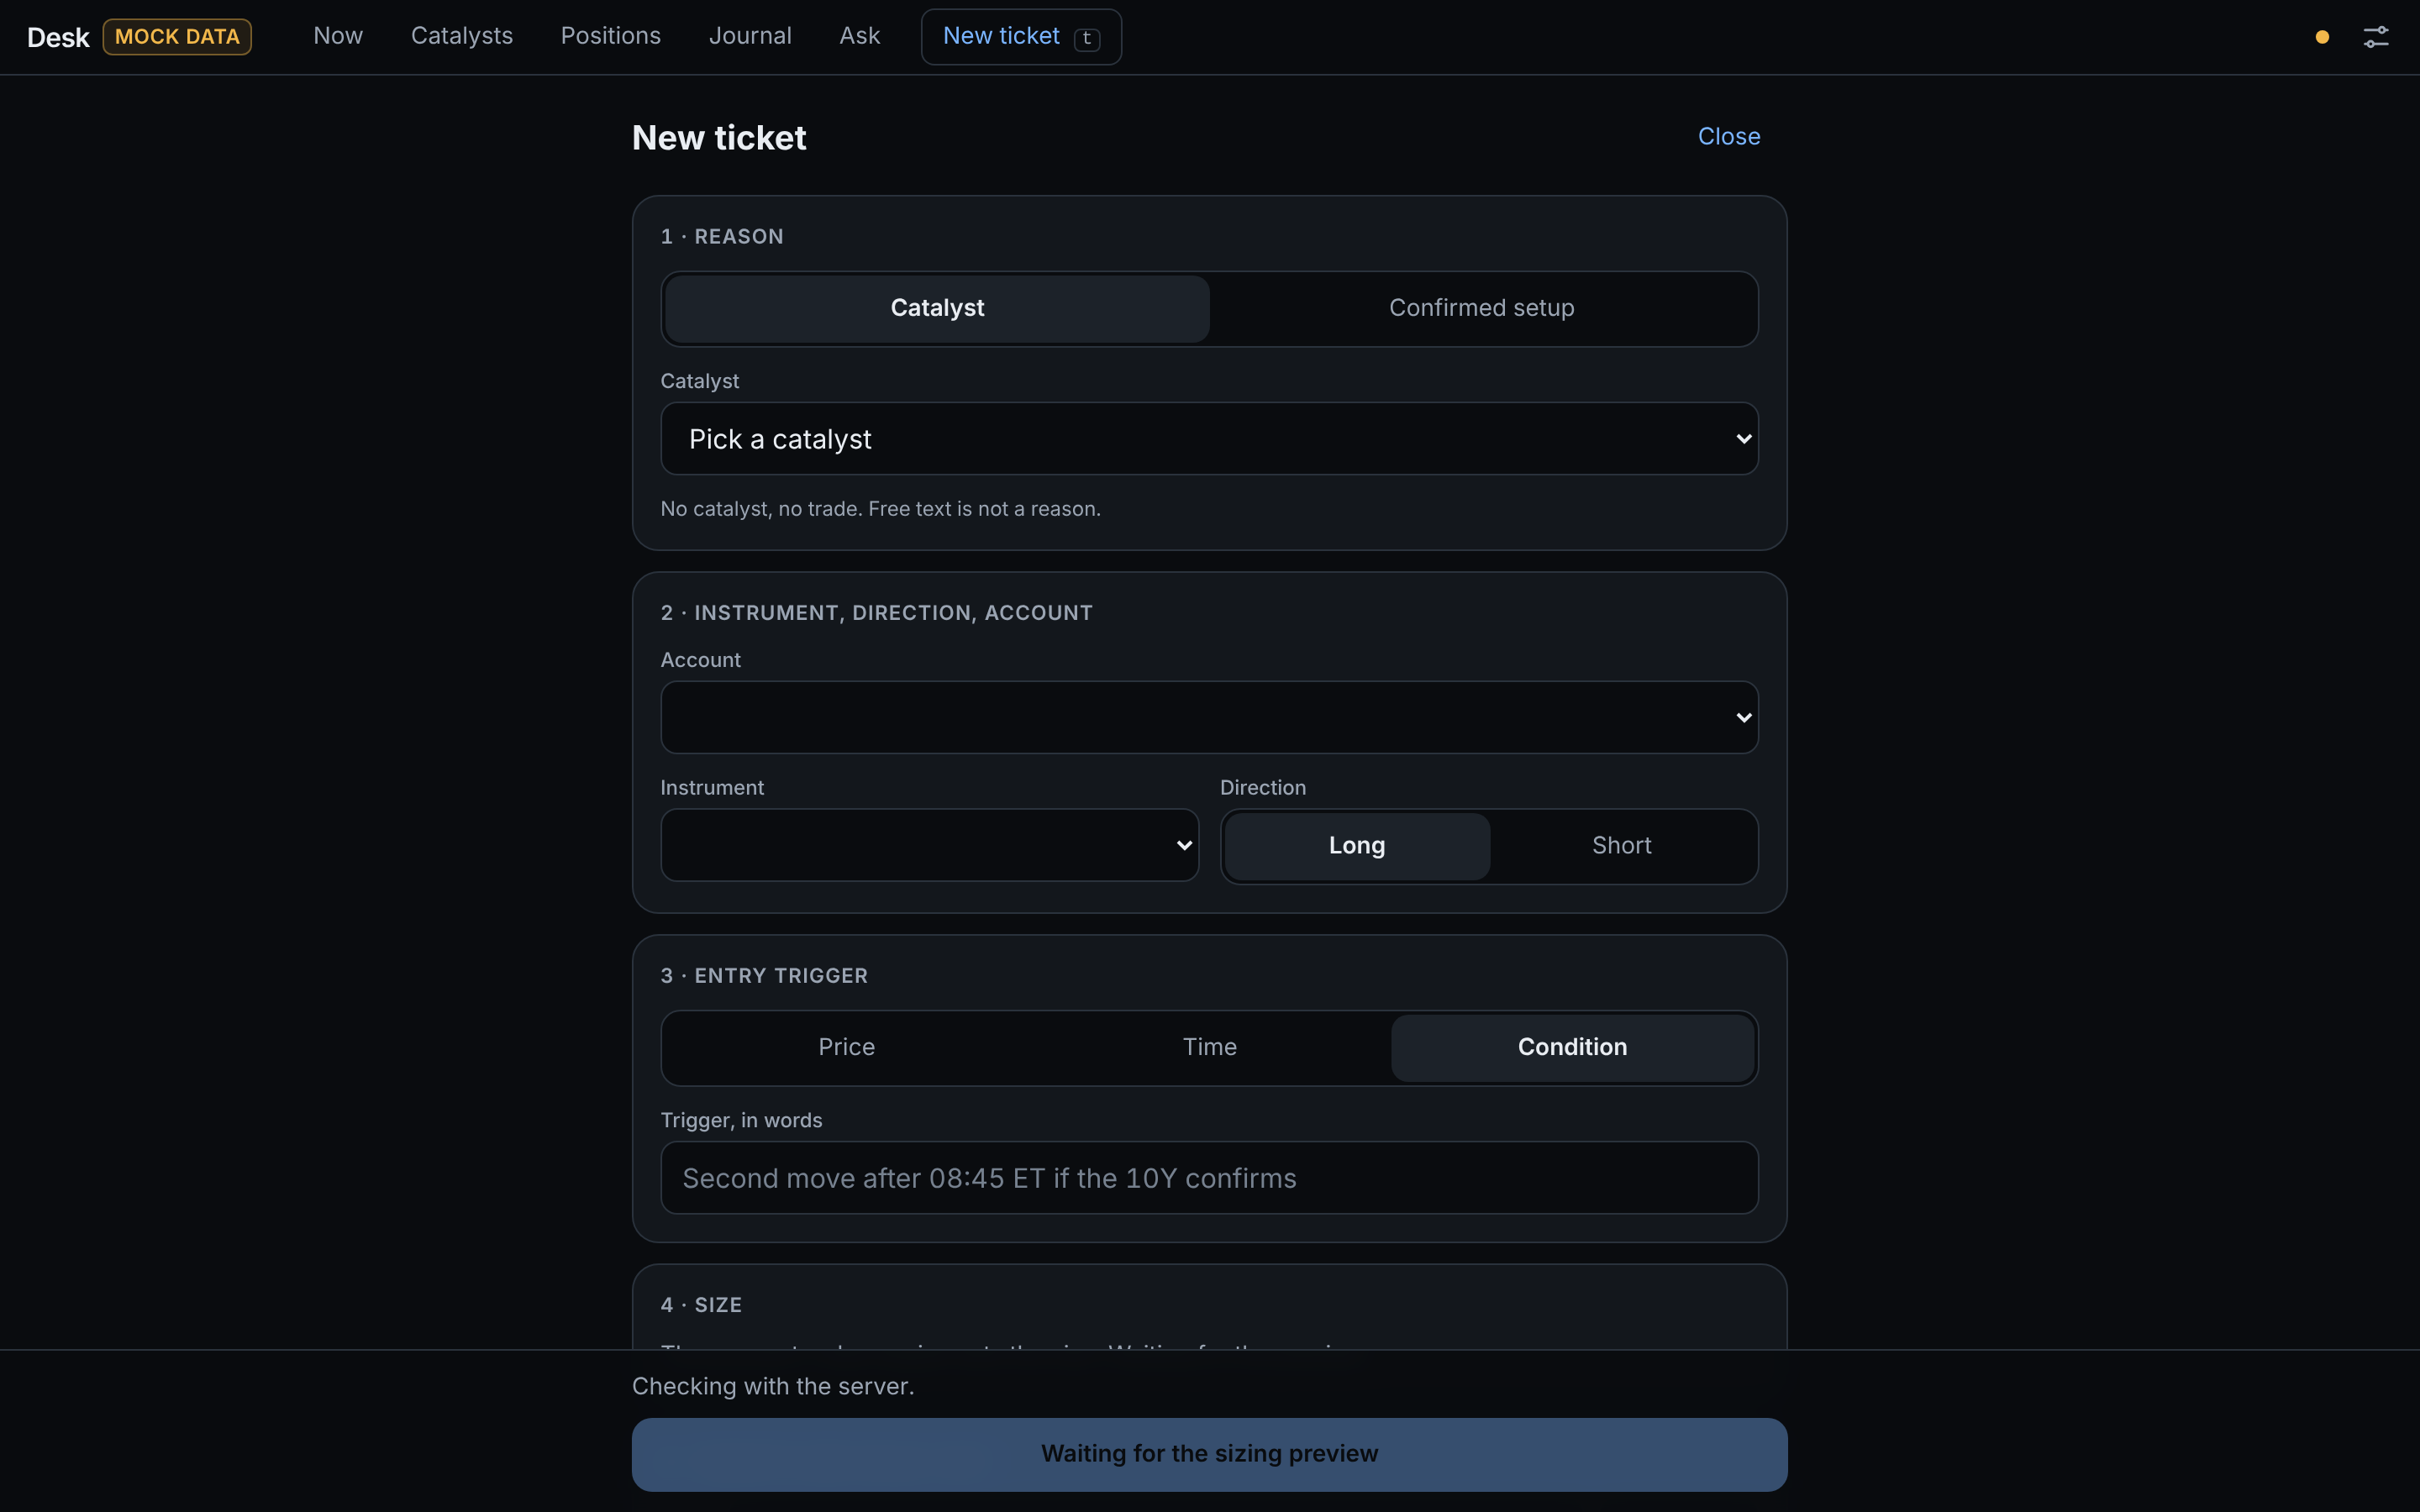 Desk MOCK DATA Now Catalysts Positions Journal Ask New ticket t
New ticket Close
1 · REASON
Catalyst Confirmed setup
Catalyst
Pick a catalyst
No catalyst, no trade. Free text is not a reason.
2 · INSTRUMENT, DIRECTION, ACCOUNT
Account
Instrument Direction
Long Short
3 · ENTRY TRIGGER
Price Time Condition
Trigger, in words
Second move after 08:45 ET if the 10Y confirms
4 · SIZE
Checking with the server.
Waiting for the sizing preview